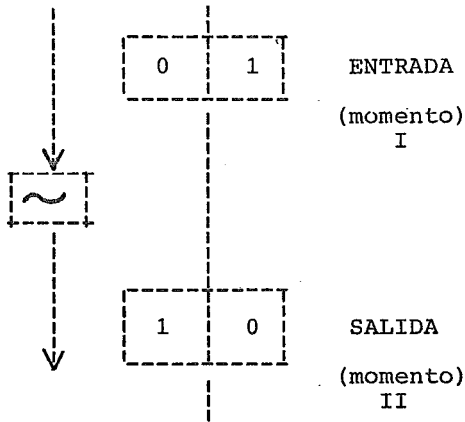 0 1 ENTRADA
(momento)
I
~
1 0 SALIDA
(momento)
II